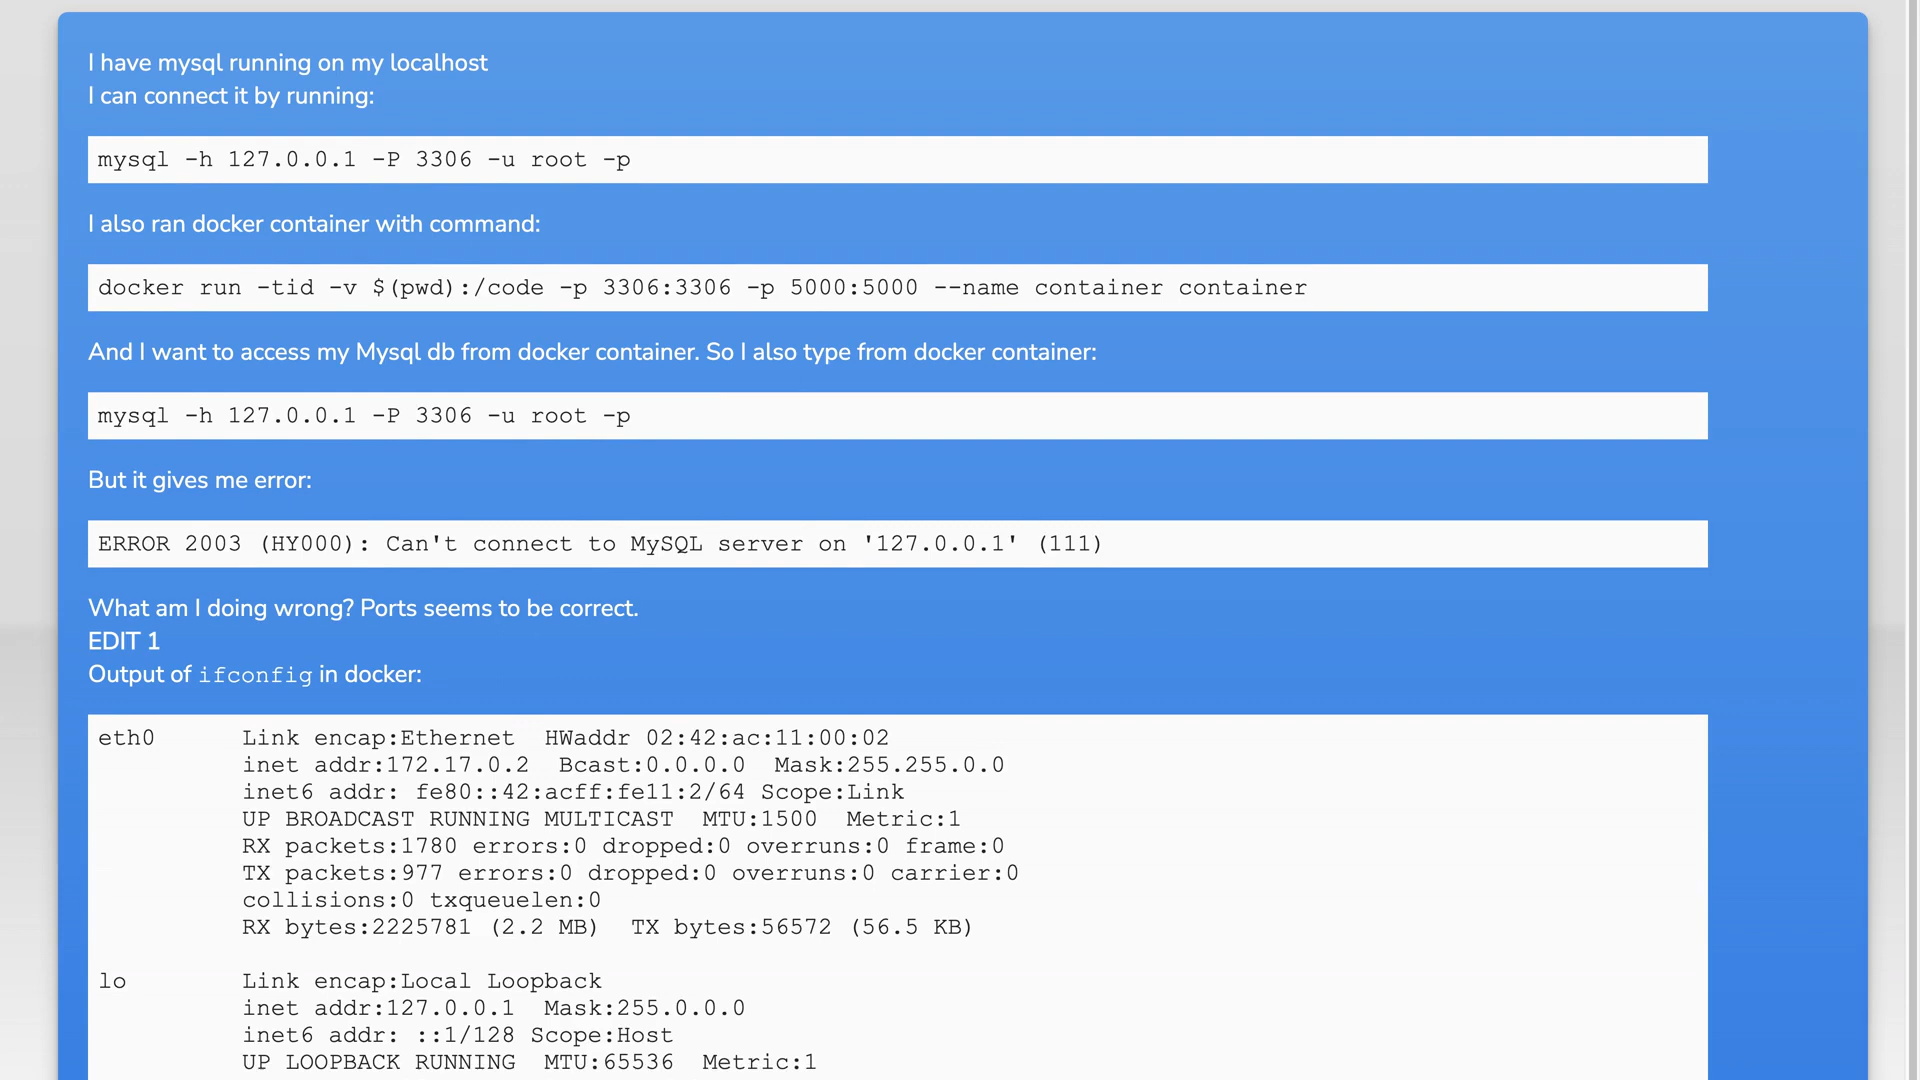 I have mysql running on my localhost
I can connect it by running:
mysql -h 127.0.0.1 -P 3306 -u root -p
I also ran docker container with command:
docker run -tid -v $(pwd):/code -p 3306:3306 -p 5000:5000 --name container container
And I want to access my Mysql db from docker container. So I also type from docker container:
mysql -h 127.0.0.1 -P 3306 -u root -p
But it gives me error:
ERROR 2003 (HY000): Can't connect to MySQL server on '127.0.0.1' (111)
What am I doing wrong? Ports seems to be correct.
EDIT 1
Output of ifconfig in docker:
eth0      Link encap:Ethernet  HWaddr 02:42:ac:11:00:02
          inet addr:172.17.0.2  Bcast:0.0.0.0  Mask:255.255.0.0
          inet6 addr: fe80::42:acff:fe11:2/64 Scope:Link
          UP BROADCAST RUNNING MULTICAST  MTU:1500  Metric:1
          RX packets:1780 errors:0 dropped:0 overruns:0 frame:0
          TX packets:977 errors:0 dropped:0 overruns:0 carrier:0
          collisions:0 txqueuelen:0
          RX bytes:2225781 (2.2 MB)  TX bytes:56572 (56.5 KB)
lo        Link encap:Local Loopback
          inet addr:127.0.0.1  Mask:255.0.0.0
          inet6 addr: ::1/128 Scope:Host
          UP LOOPBACK RUNNING  MTU:65536  Metric:1